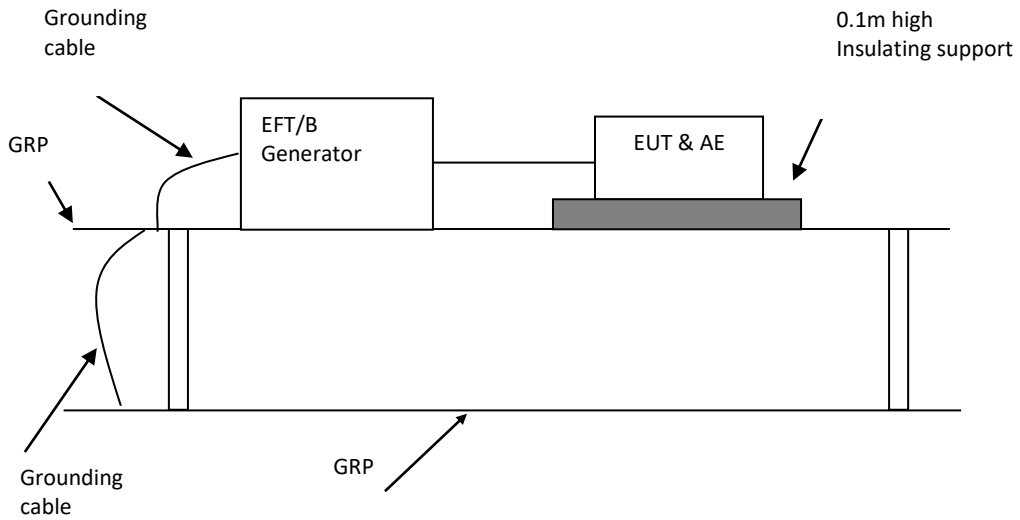 Grounding
cable
0.1m high
Insulating support
GRP
EFT/B
Generator
EUT & AE
Grounding
cable
GRP